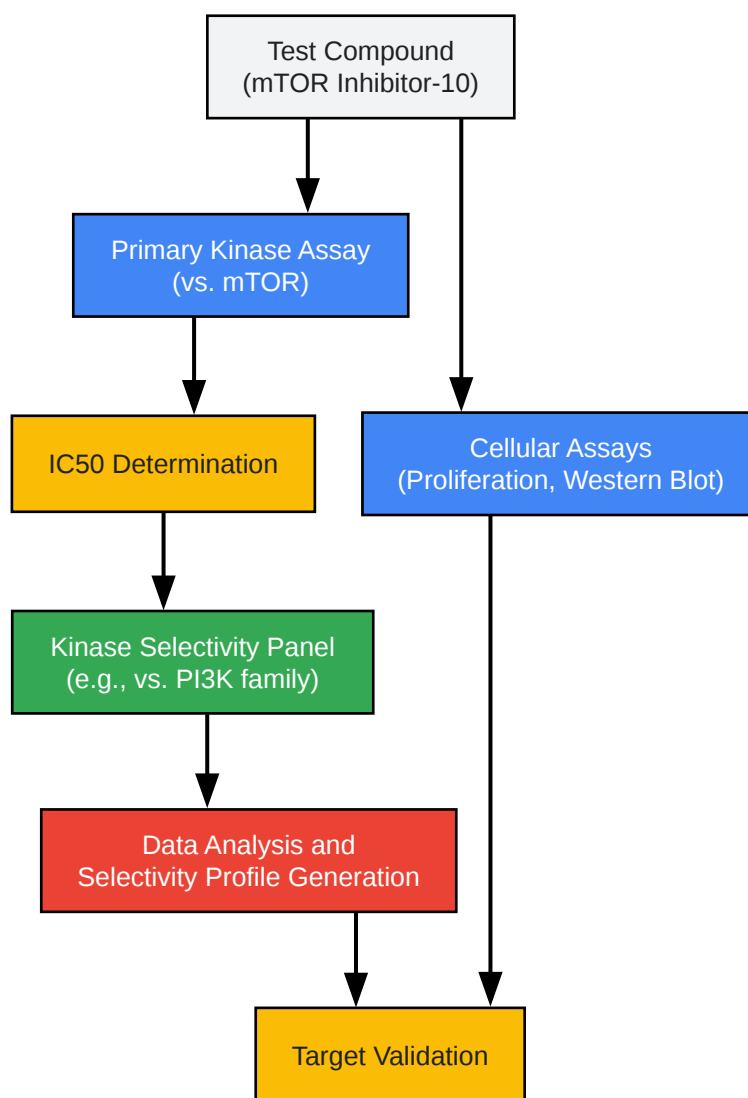 Test Compound
(mTOR Inhibitor-10)
Primary Kinase Assay
(vs. mTOR)
IC50 Determination
Cellular Assays
(Proliferation, Western Blot)
Kinase Selectivity Panel
(e.g., vs. PI3K family)
Data Analysis and
Selectivity Profile Generation
Target Validation